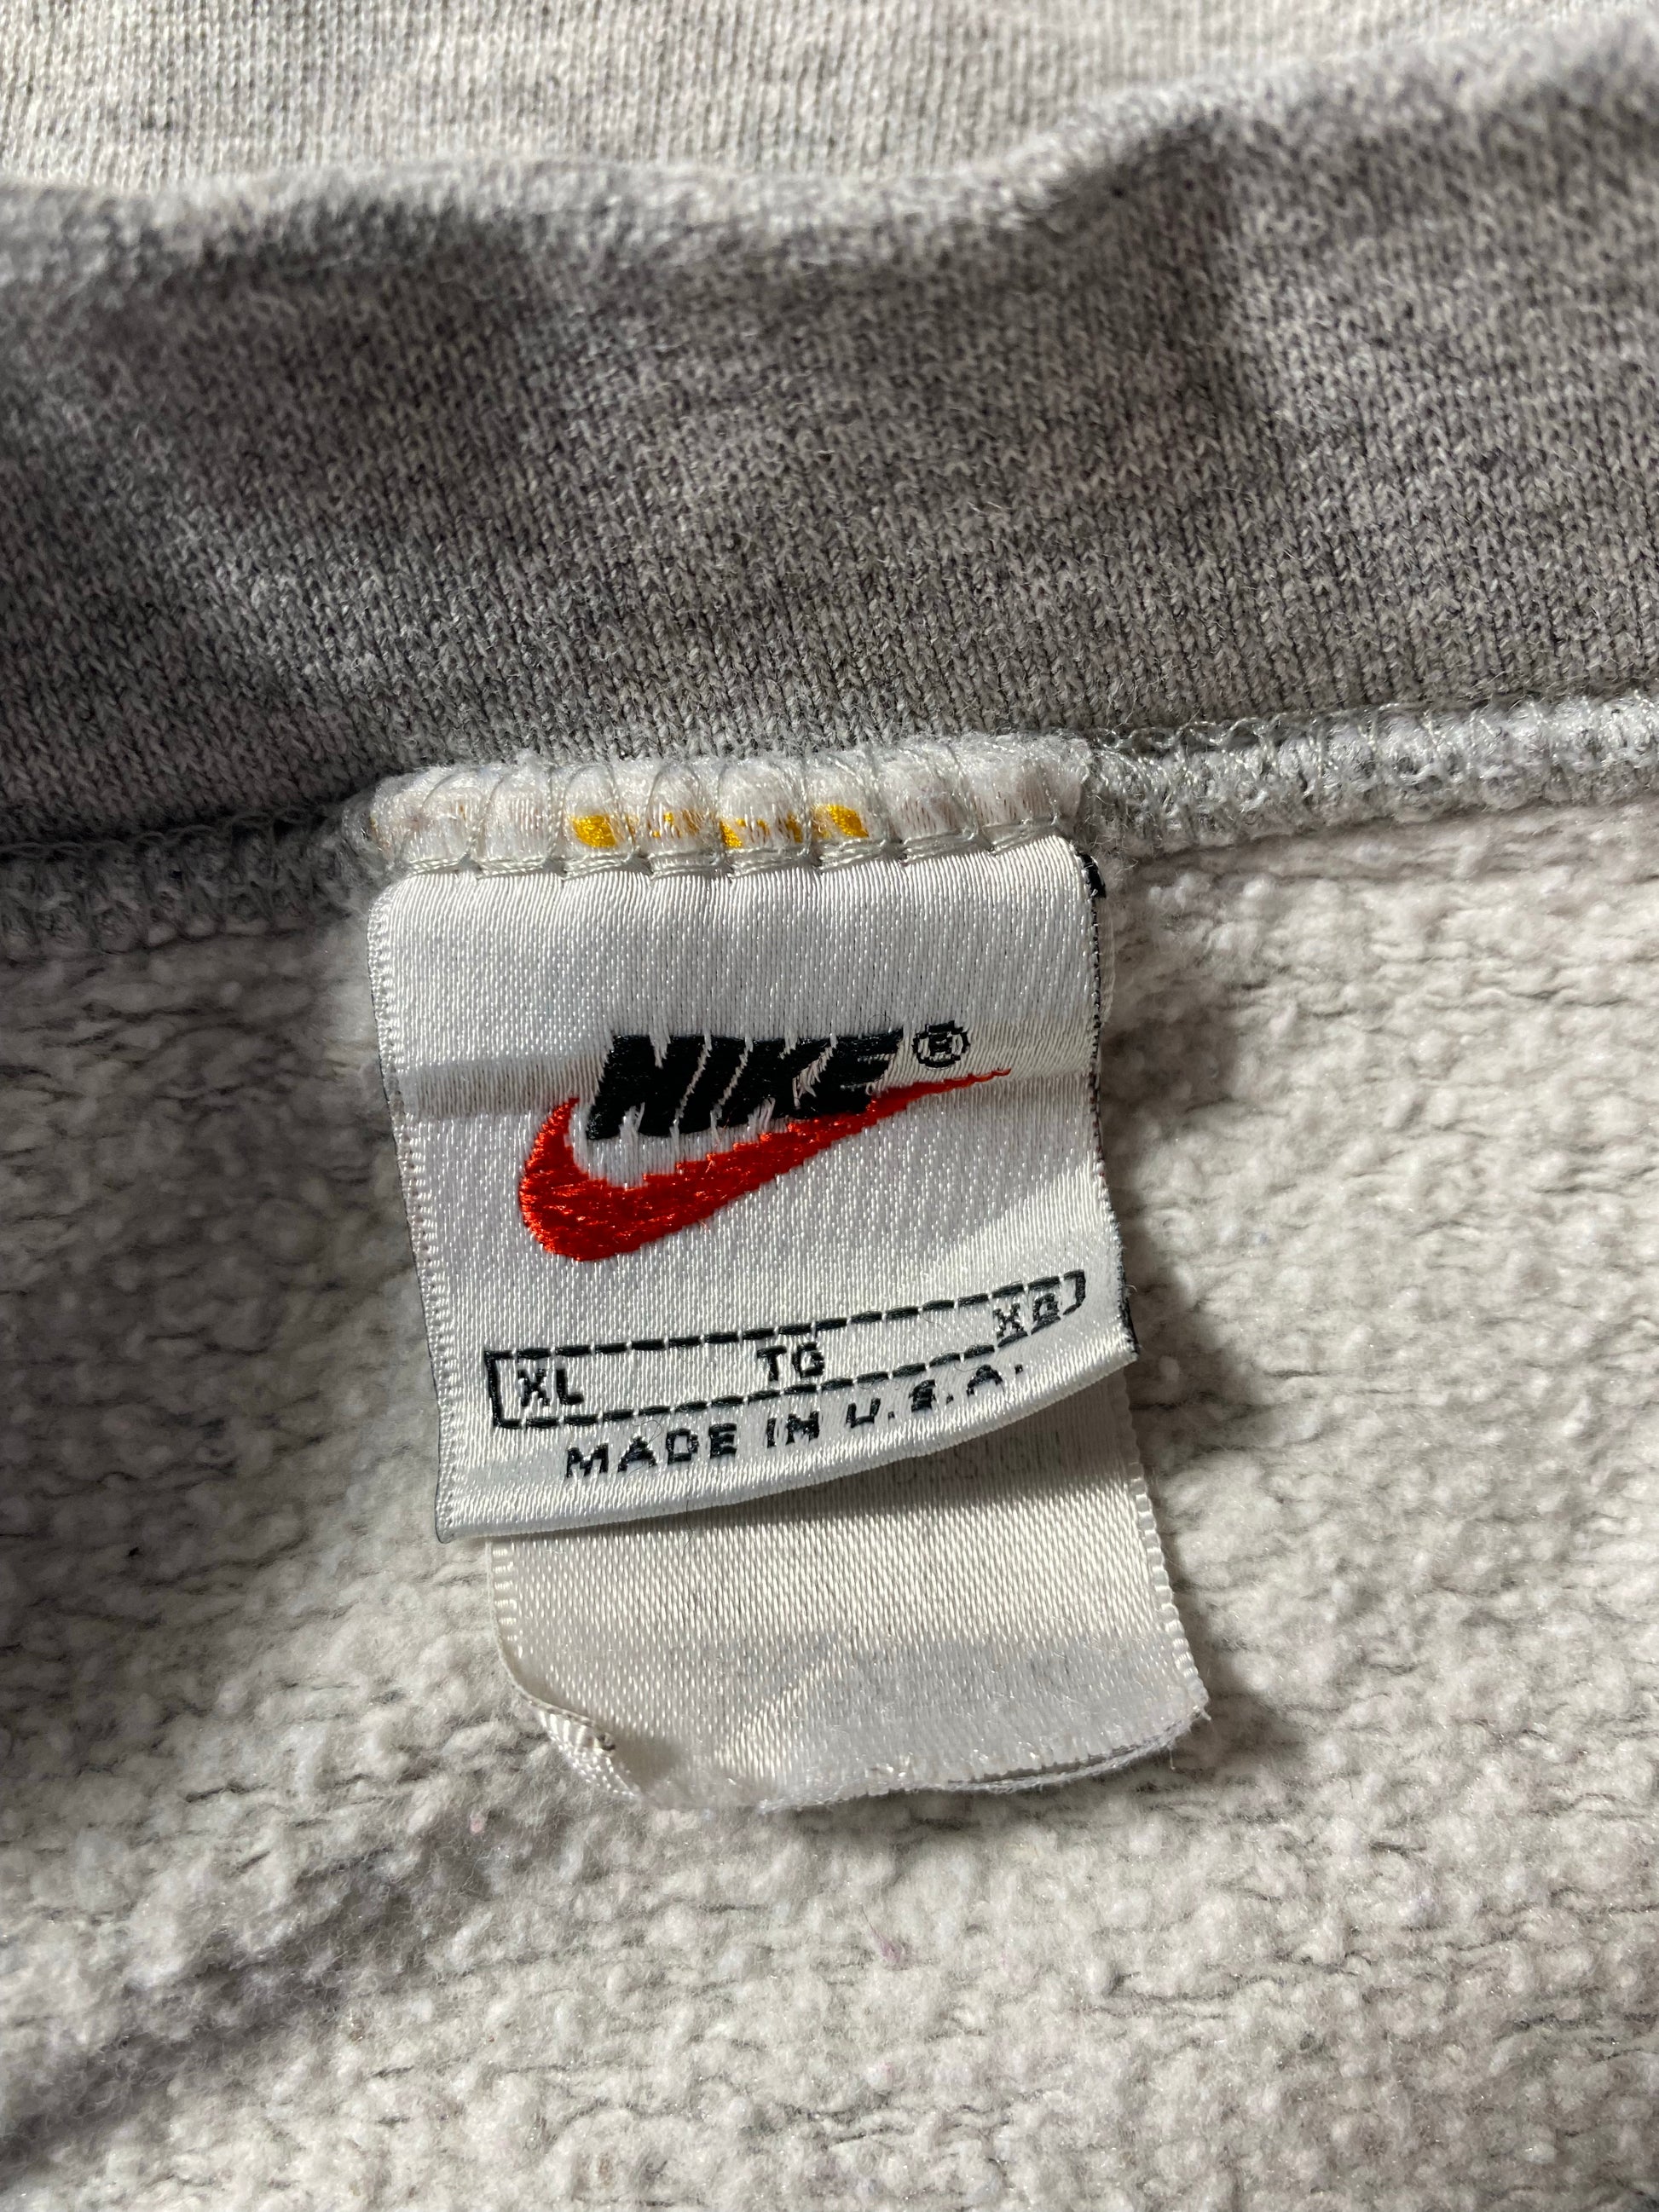 NIKE®
XL TG XG
MADE IN U.S.A.